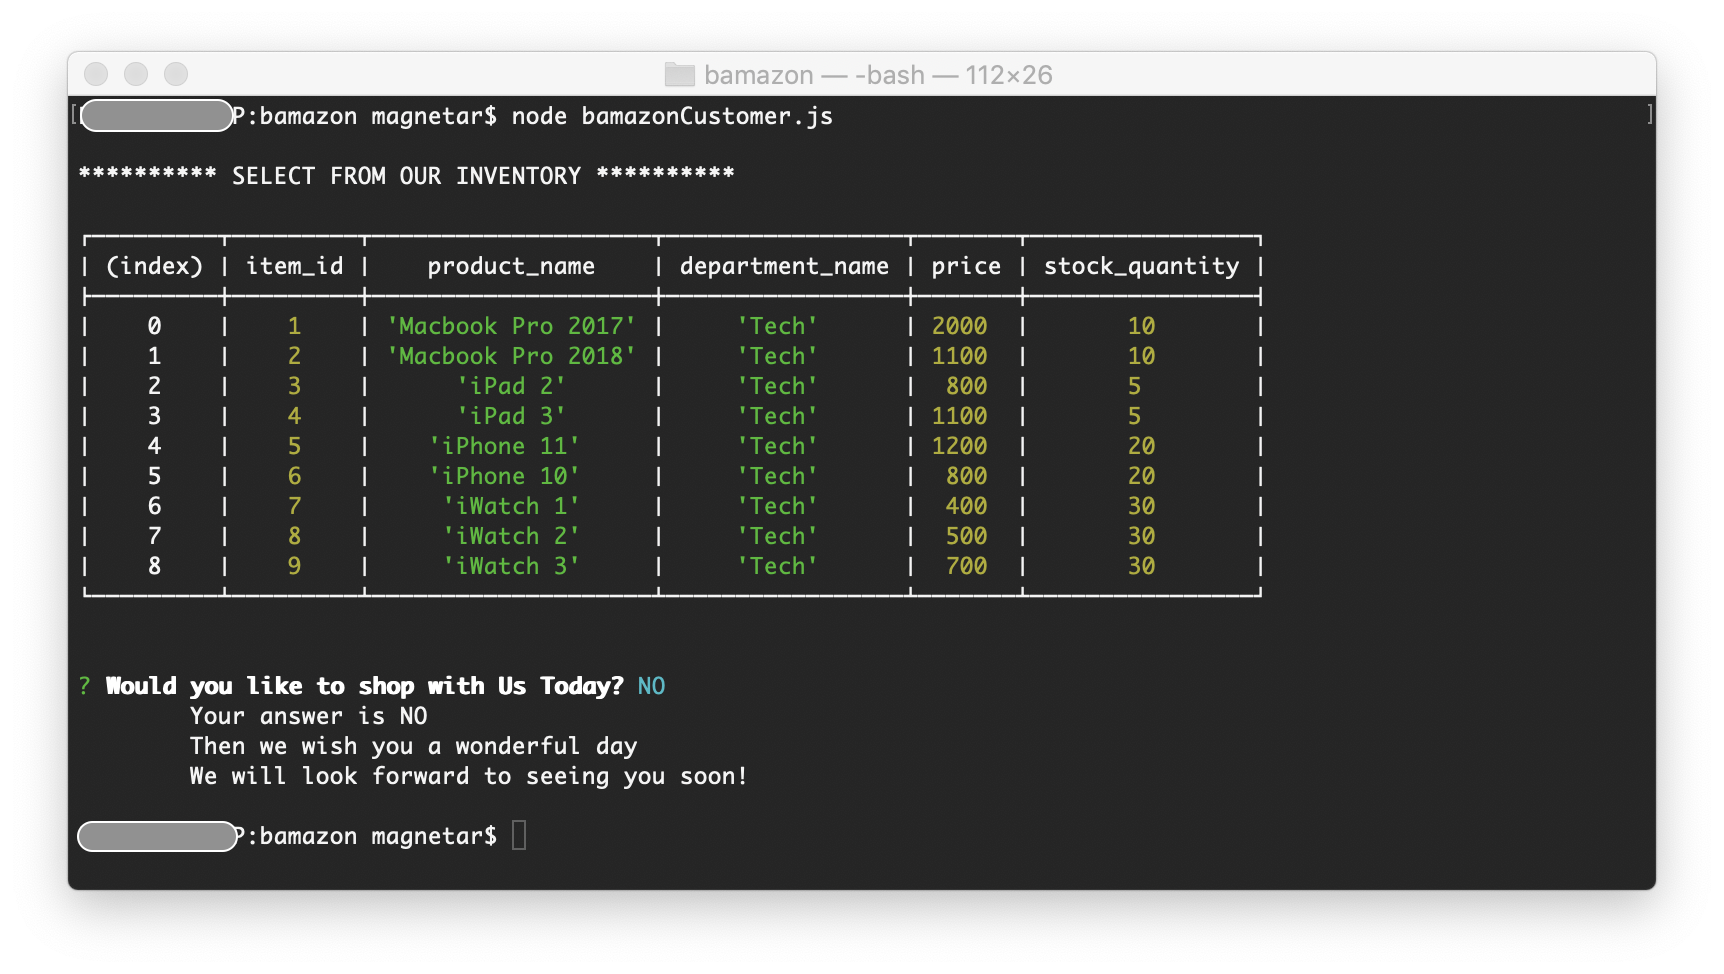 bamazon — -bash — 112×26
P:bamazon magnetar$ node bamazonCustomer.js
********** SELECT FROM OUR INVENTORY **********
(index) | item_id | product_name | department_name | price | stock_quantity
0 | 1 | 'Macbook Pro 2017' | 'Tech' | 2000 | 10
1 | 2 | 'Macbook Pro 2018' | 'Tech' | 1100 | 10
2 | 3 | 'iPad 2' | 'Tech' | 800 | 5
3 | 4 | 'iPad 3' | 'Tech' | 1100 | 5
4 | 5 | 'iPhone 11' | 'Tech' | 1200 | 20
5 | 6 | 'iPhone 10' | 'Tech' | 800 | 20
6 | 7 | 'iWatch 1' | 'Tech' | 400 | 30
7 | 8 | 'iWatch 2' | 'Tech' | 500 | 30
8 | 9 | 'iWatch 3' | 'Tech' | 700 | 30
? Would you like to shop with Us Today? NO
Your answer is NO
Then we wish you a wonderful day
We will look forward to seeing you soon!
P:bamazon magnetar$